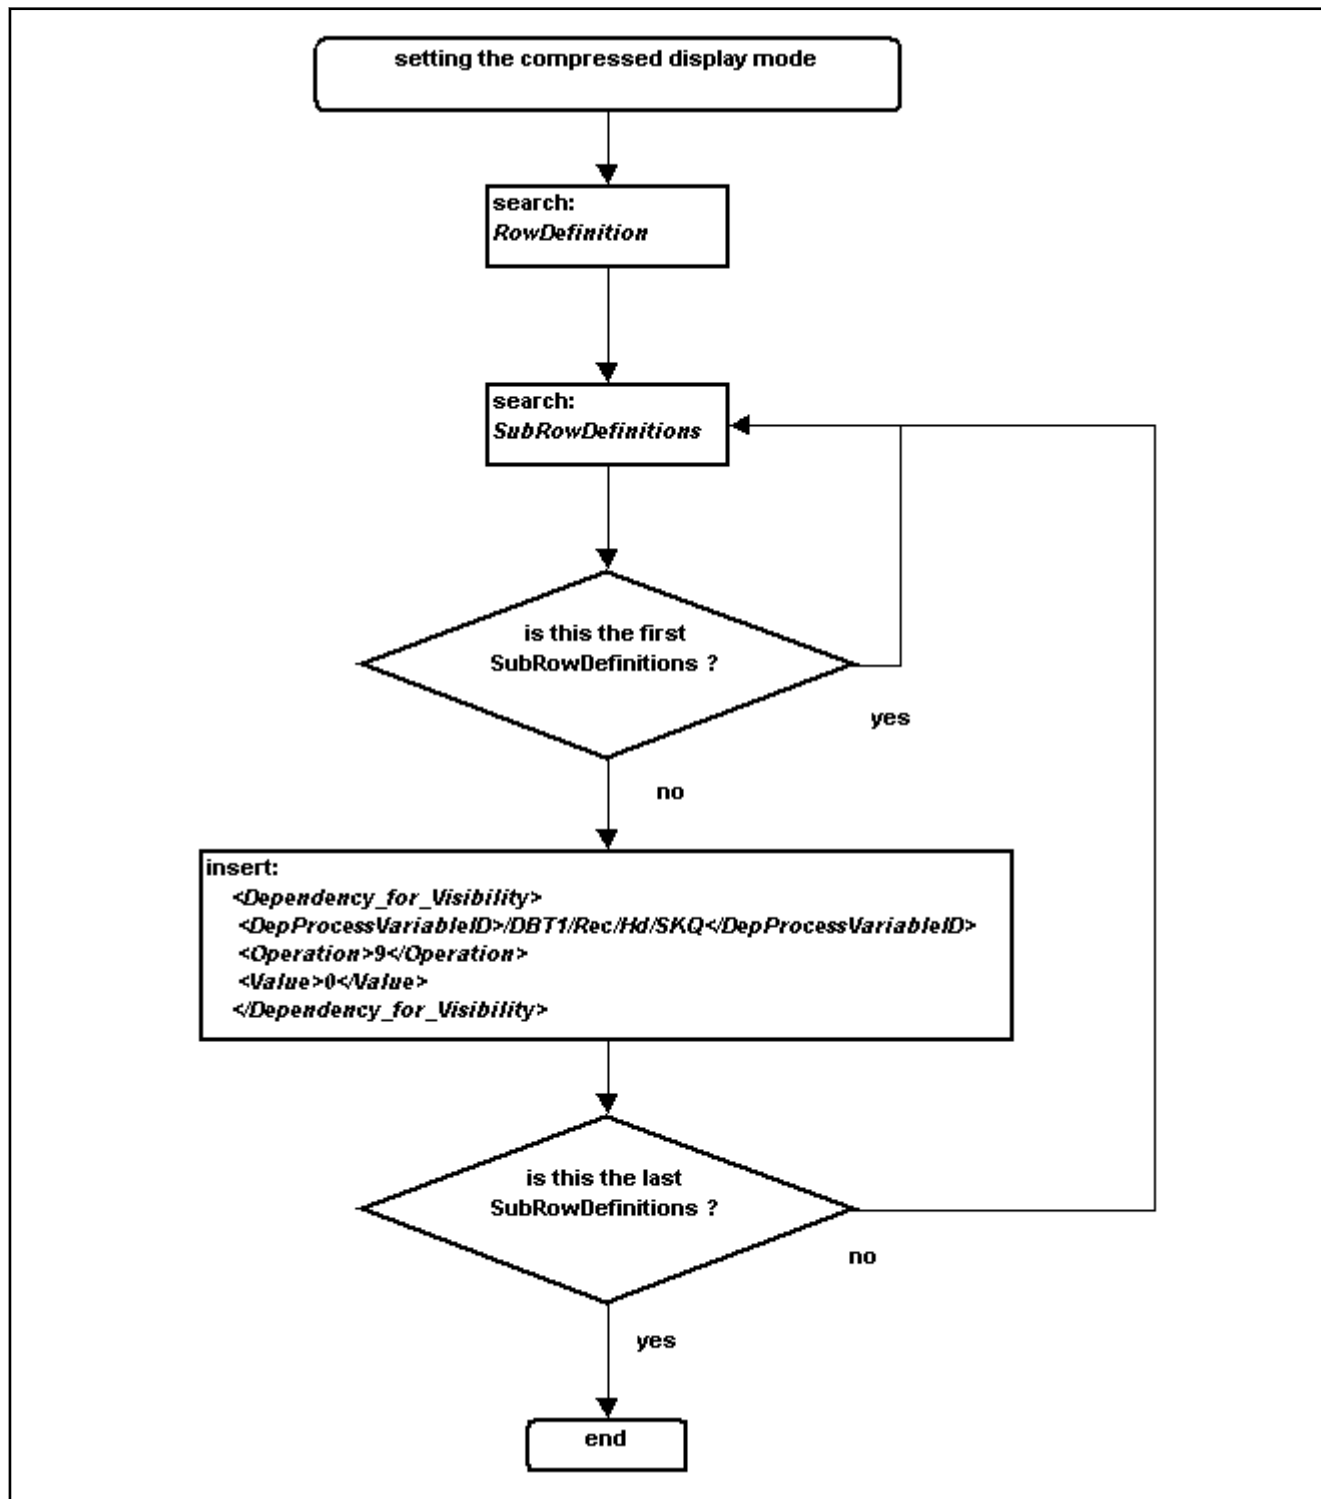 setting the compressed display mode
search:
RowDefinition
search:
SubRowDefinitions
is this the first
SubRowDefinitions ?
yes
no
insert:
<Dependency_for_Visibility>
<DepProcessVariableID>/DBT1/Rec/Hd/SKQ</DepProcessVariableID>
<Operation>9</Operation>
<Value>0</Value>
</Dependency_for_Visibility>
is this the last
SubRowDefinitions ?
no
yes
end